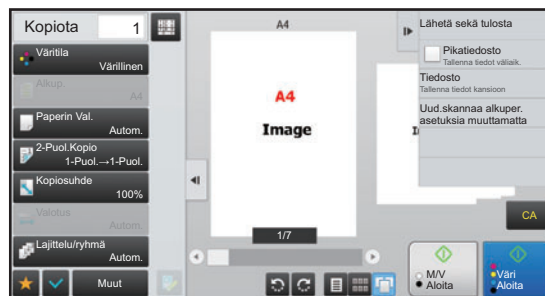 Kopiota 1
Väritila
Värillinen
Alkup.
A4
Paperin Val.
Autom.
2-Puol.Kopio
1-Puol.→1-Puol.
Kopiosuhde
100%
Valotus
Autom.
Lajittelu/ryhmä
Autom.
Muut
A4
A4
Image
1/7
Lähetä sekä tulosta
Pikatiedosto
Tallenna tiedot väliaik.
Tiedosto
Tallenna tiedot kansioon
Uud.skannaa alkuper.
asetuksia muuttamatta
CA
M/V
Aloita
Väri
Aloita